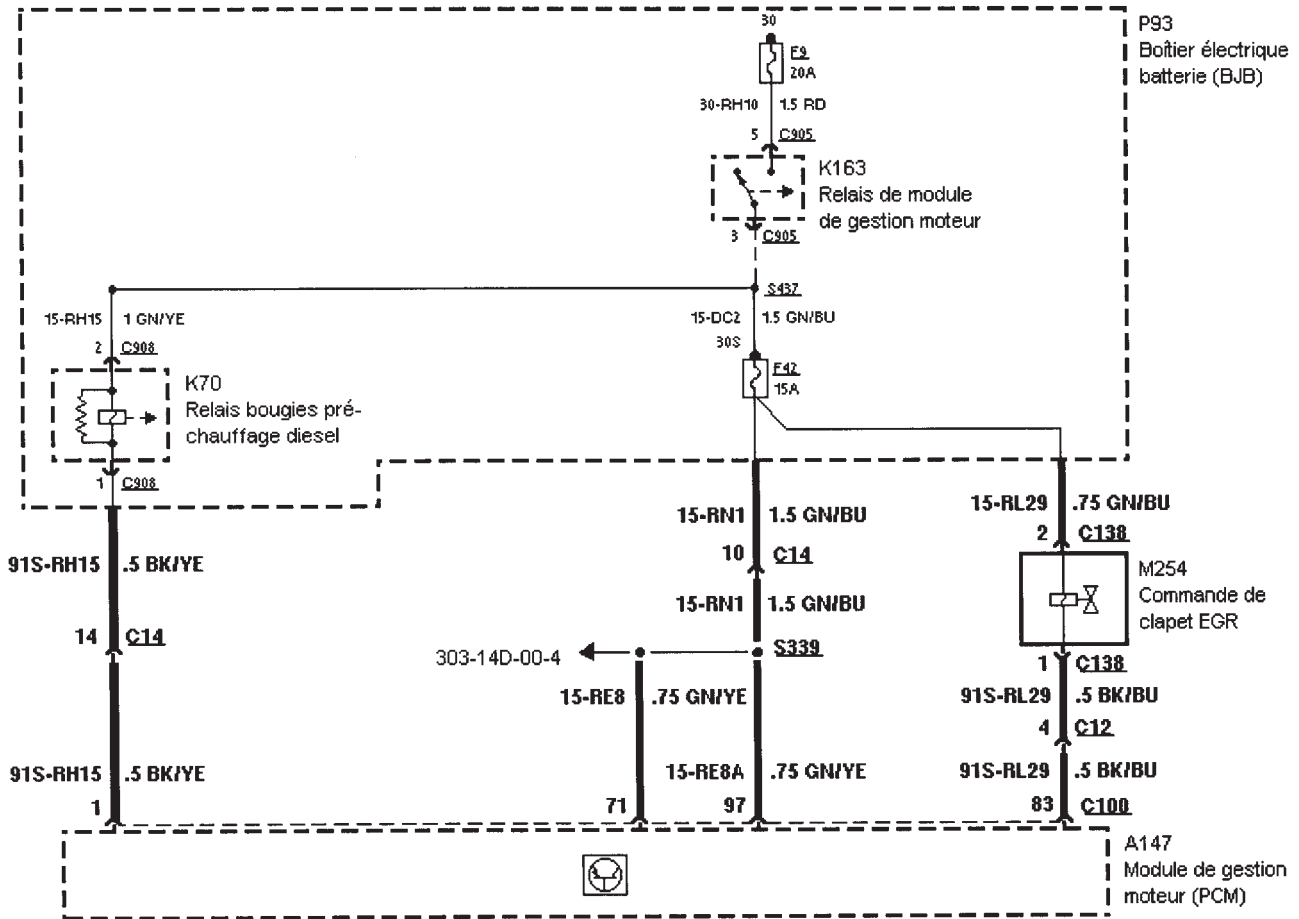 30
P93
Boîtier électrique
batterie (BJB)
F9
20A
30-RH10 1.5 RD
5 C905
K163
Relais de module
de gestion moteur
3 C905
S437
15-RH15 1 GN/YE
15-DC2 1.5 GN/BU
2 C908
30S
F42
15A
K70
Relais bougies pré-
chauffage diesel
1 C908
15-RN1 1.5 GN/BU
15-RL29 .75 GN/BU
2 C138
10 C14
91S-RH15 .5 BK/YE
M254
Commande de
clapet EGR
15-RN1 1.5 GN/BU
14 C14
S339
303-14D-00-4
1 C138
15-RE8 .75 GN/YE
91S-RL29 .5 BK/BU
4 C12
91S-RH15 .5 BK/YE
15-RE8A .75 GN/YE
91S-RL29 .5 BK/BU
1
71
97
83 C100
A147
Module de gestion
moteur (PCM)